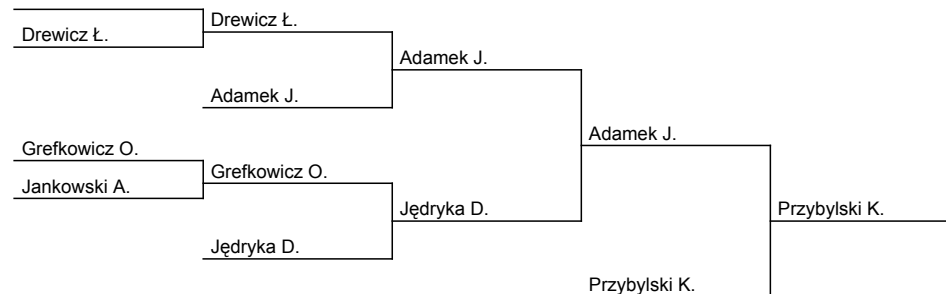 Drewicz Ł.
Drewicz Ł.
Adamek J.
Adamek J.
Adamek J.
Grefkowicz O.
Grefkowicz O.
Jankowski A.
Jędryka D.
Przybylski K.
Jędryka D.
Przybylski K.